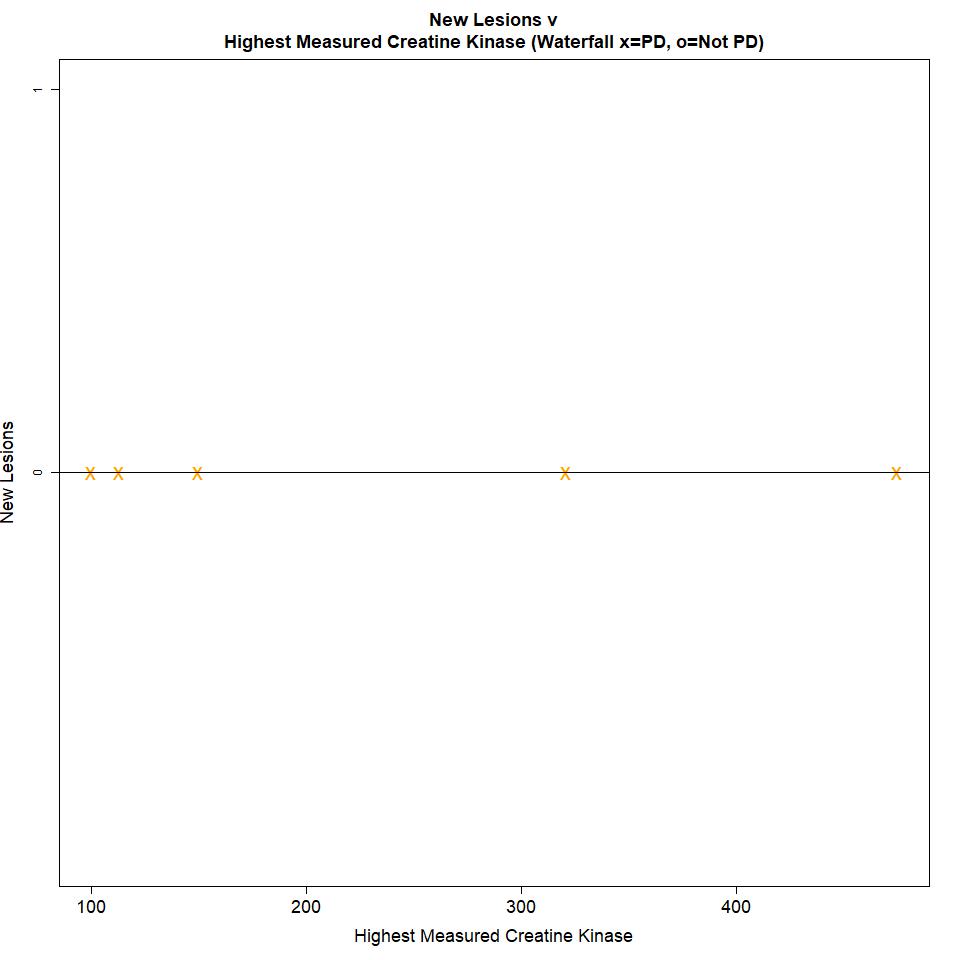 New Lesions v
Highest Measured Creatine Kinase (Waterfall x=PD, o=Not PD)
1
0
New Lesions
x x x x x
100 200 300 400
Highest Measured Creatine Kinase